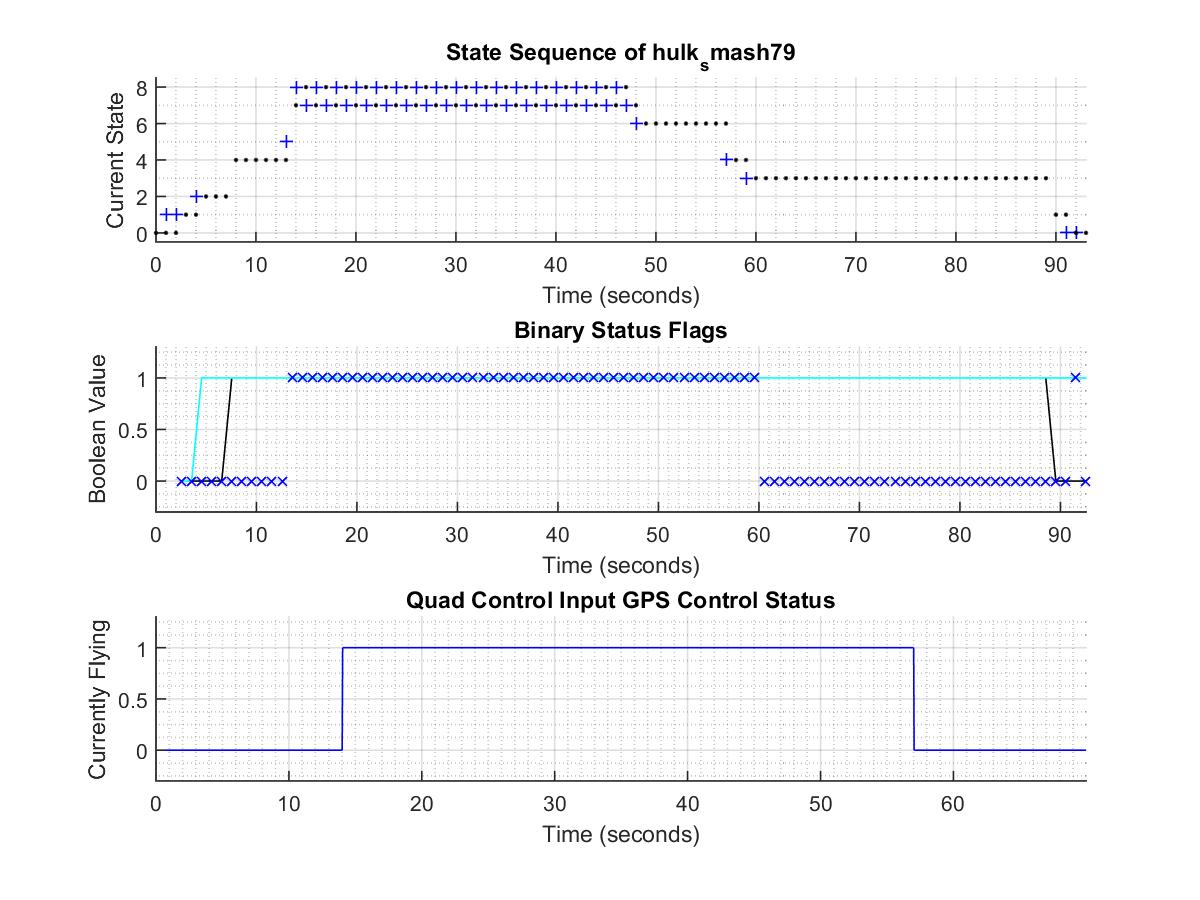 State Sequence of hulksmash79
Current State
8
6
4
2
0
0 10 20 30 40 50 60 70 80 90
Time (seconds)
Binary Status Flags
Boolean Value
1
0.5
0
0 10 20 30 40 50 60 70 80 90
Time (seconds)
Quad Control Input GPS Control Status
Currently Flying
1
0.5
0
0 10 20 30 40 50 60
Time (seconds)